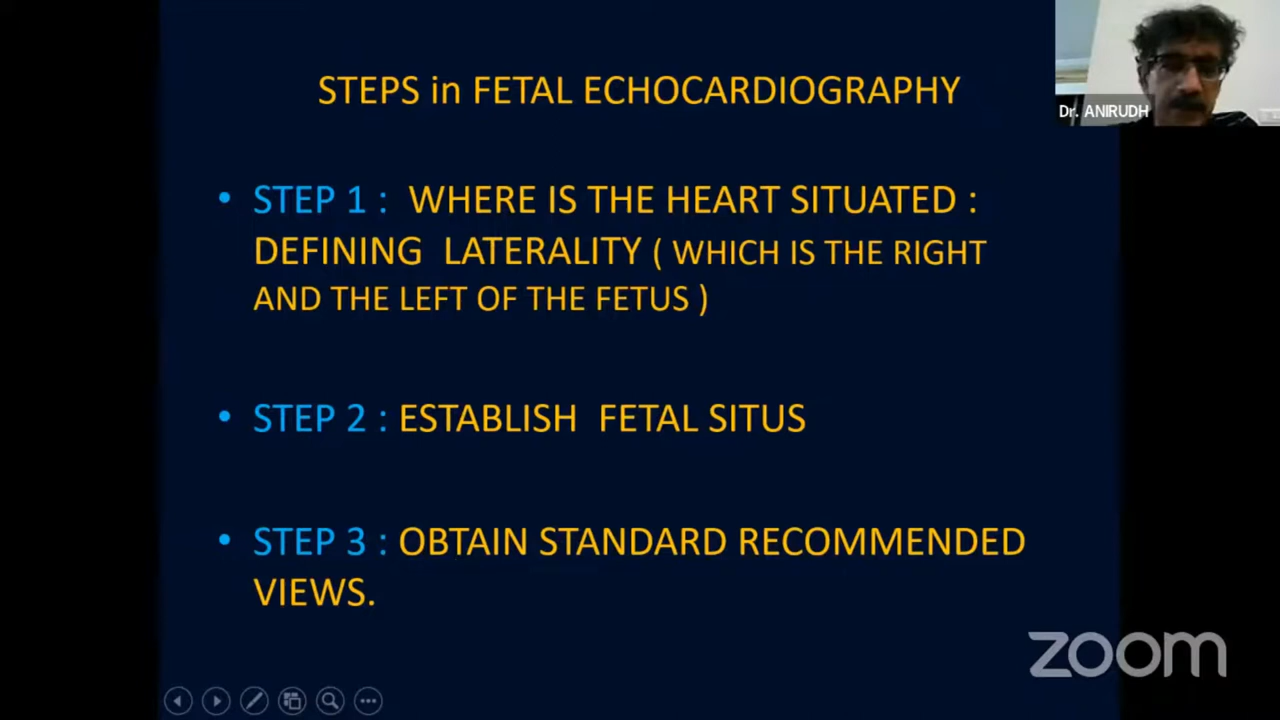 STEPS in FETAL ECHOCARDIOGRAPHY
Dr. ANIRUDH
• STEP 1 : WHERE IS THE HEART SITUATED :
DEFINING LATERALITY ( WHICH IS THE RIGHT
AND THE LEFT OF THE FETUS )
• STEP 2 : ESTABLISH FETAL SITUS
• STEP 3 : OBTAIN STANDARD RECOMMENDED
VIEWS.
zoom